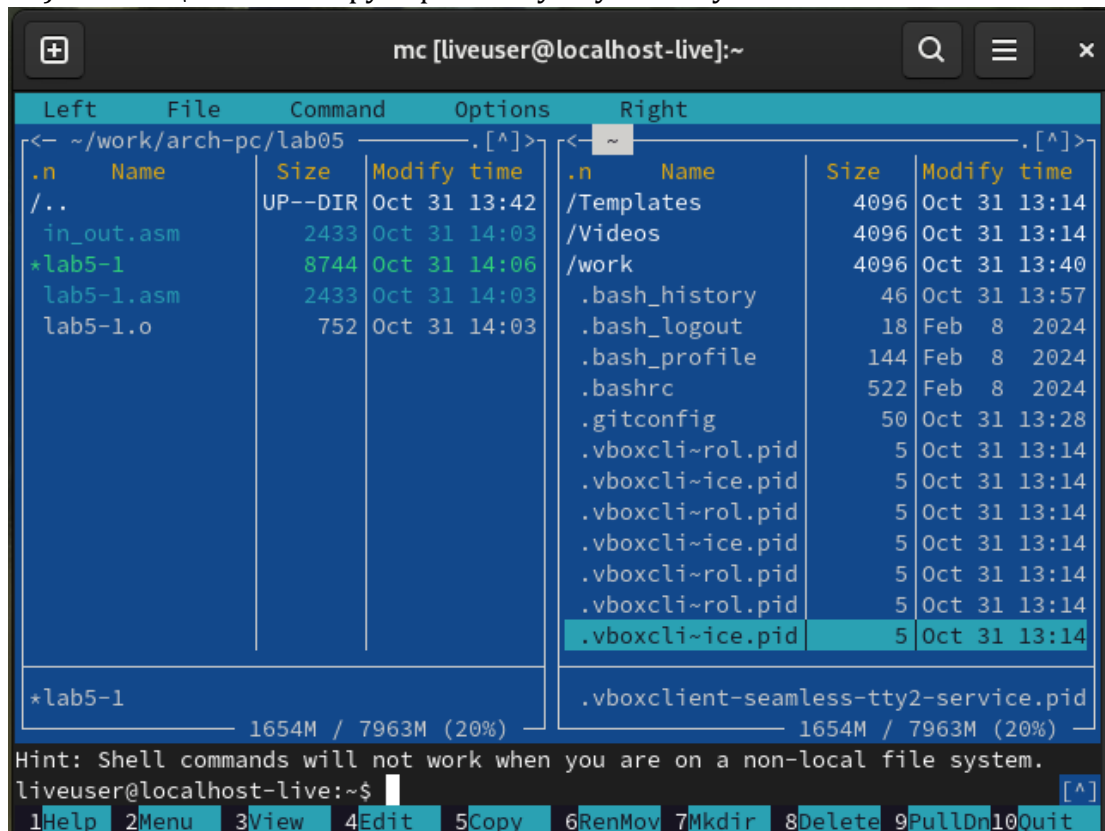 mc [liveuser@localhost-live]:~
Left File Command Options Right
<─ ~/work/arch-pc/lab05 ─.[^]>
.n Name Size Modify time
/.. UP--DIR Oct 31 13:42
in_out.asm 2433 Oct 31 14:03
*lab5-1 8744 Oct 31 14:06
lab5-1.asm 2433 Oct 31 14:03
lab5-1.o 752 Oct 31 14:03
*lab5-1
1654M / 7963M (20%)
<─ ~ ─.[^]>
.n Name Size Modify time
/Templates 4096 Oct 31 13:14
/Videos 4096 Oct 31 13:14
/work 4096 Oct 31 13:40
.bash_history 46 Oct 31 13:57
.bash_logout 18 Feb 8 2024
.bash_profile 144 Feb 8 2024
.bashrc 522 Feb 8 2024
.gitconfig 50 Oct 31 13:28
.vboxcli~rol.pid 5 Oct 31 13:14
.vboxcli~ice.pid 5 Oct 31 13:14
.vboxcli~rol.pid 5 Oct 31 13:14
.vboxcli~ice.pid 5 Oct 31 13:14
.vboxcli~rol.pid 5 Oct 31 13:14
.vboxcli~rol.pid 5 Oct 31 13:14
.vboxcli~ice.pid 5 Oct 31 13:14
.vboxclient-seamless-tty2-service.pid
1654M / 7963M (20%)
Hint: Shell commands will not work when you are on a non-local file system.
liveuser@localhost-live:~$ [^]
1Help 2Menu 3View 4Edit 5Copy 6RenMov 7Mkdir 8Delete 9PullDn 10Quit